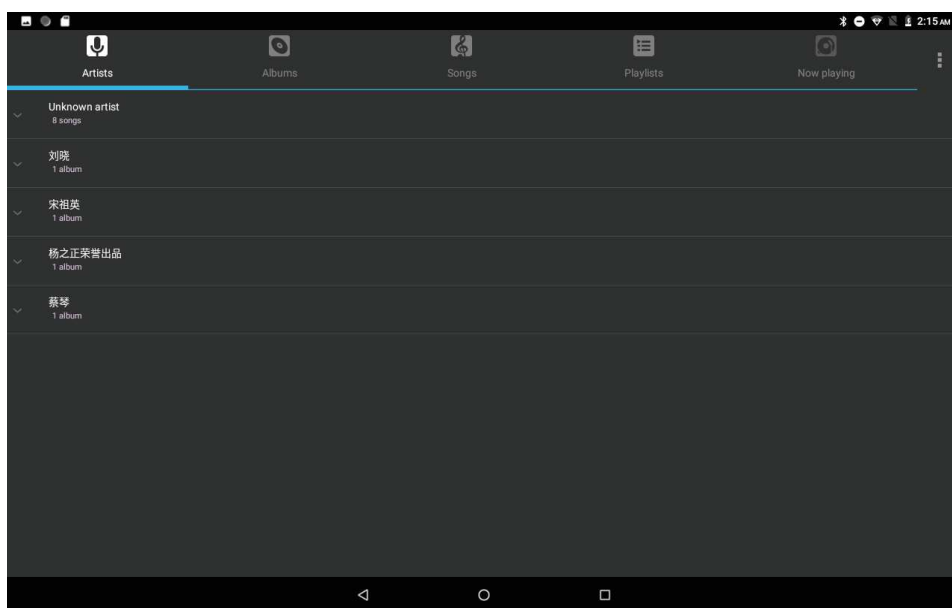 2:15 AM
Artists
Albums
Songs
Playlists
Now playing
Unknown artist
8 songs
刘晓
1 album
宋祖英
1 album
杨之正荣誉出品
1 album
蔡琴
1 album